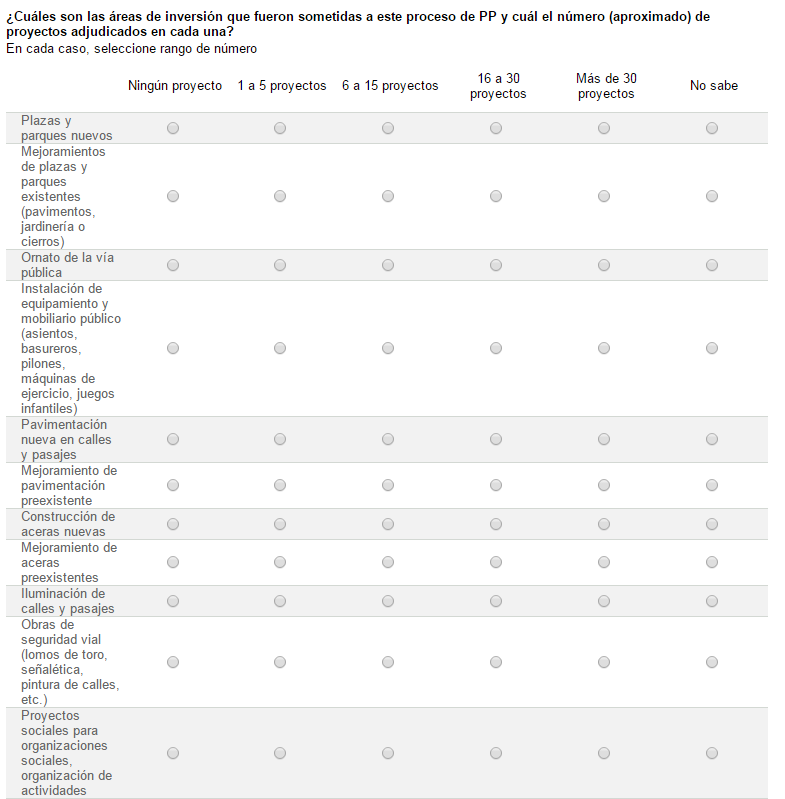 ¿Cuáles son las áreas de inversión que fueron sometidas a este proceso de PP y cuál el número (aproximado) de
proyectos adjudicados en cada una?
En cada caso, seleccione rango de número
Ningún proyecto 1 a 5 proyectos 6 a 15 proyectos 16 a 30 proyectos Más de 30 proyectos No sabe
Plazas y
parques nuevos
Mejoramientos
de plazas y
parques
existentes
(pavimentos,
jardinería o
cierros)
Ornato de la vía
pública
Instalación de
equipamiento y
mobiliario público
(asientos,
basureros,
pilones,
máquinas de
ejercicio, juegos
infantiles)
Pavimentación
nueva en calles
y pasajes
Mejoramiento de
pavimentación
preexistente
Construcción de
aceras nuevas
Mejoramiento de
aceras
preexistentes
Iluminación de
calles y pasajes
Obras de
seguridad vial
(lomos de toro,
señalética,
pintura de calles,
etc.)
Proyectos
sociales para
organizaciones
sociales,
organización de
actividades